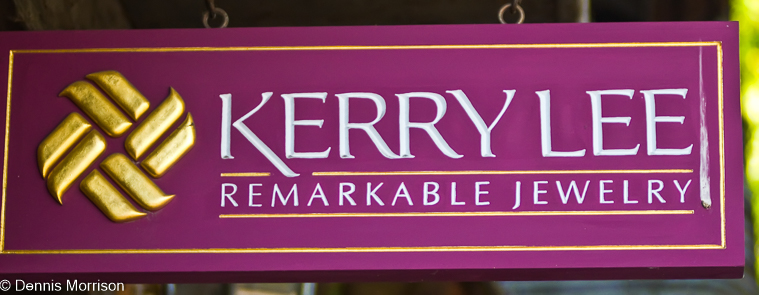 KERRY LEE
REMARKABLE JEWELRY
© Dennis Morrison